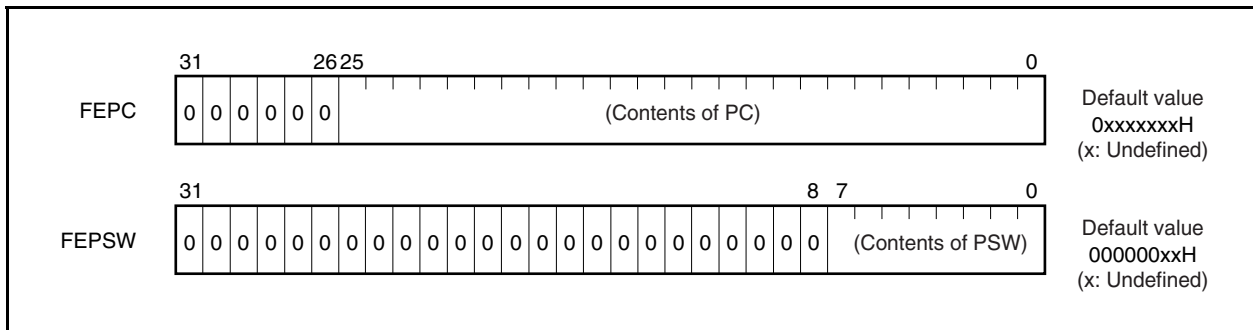 31 26 25 0
FEPC 0 0 0 0 0 0 (Contents of PC) Default value
0xxxxxxxH
(x: Undefined)
31 8 7 0
FEPSW 0 0 0 0 0 0 0 0 0 0 0 0 0 0 0 0 0 0 0 0 0 0 0 0 (Contents of PSW) Default value
000000xxH
(x: Undefined)